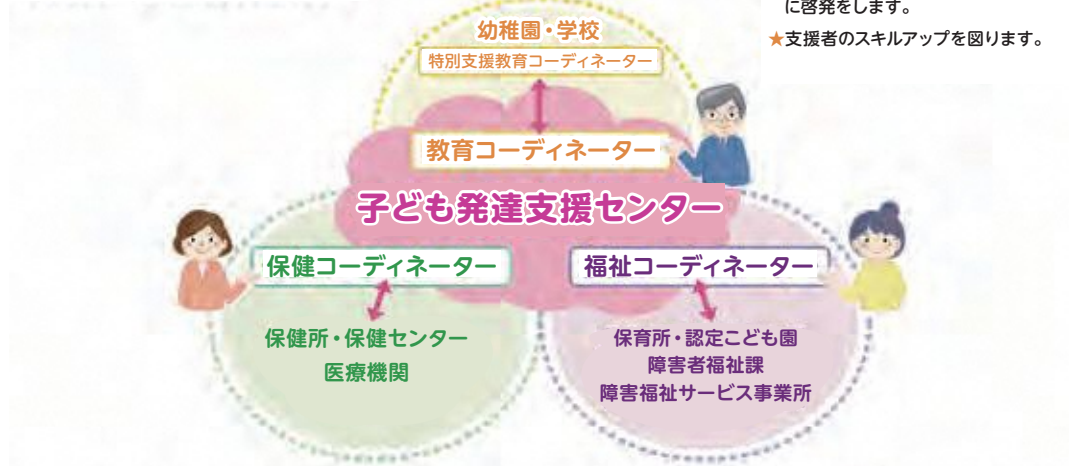 に啓発をします。
★支援者のスキルアップを図ります。
幼稚園・学校
特別支援教育コーディネーター
教育コーディネーター
子ども発達支援センター
保健コーディネーター
福祉コーディネーター
保健所・保健センター
医療機関
保育所・認定こども園
障害者福祉課
障害福祉サービス事業所